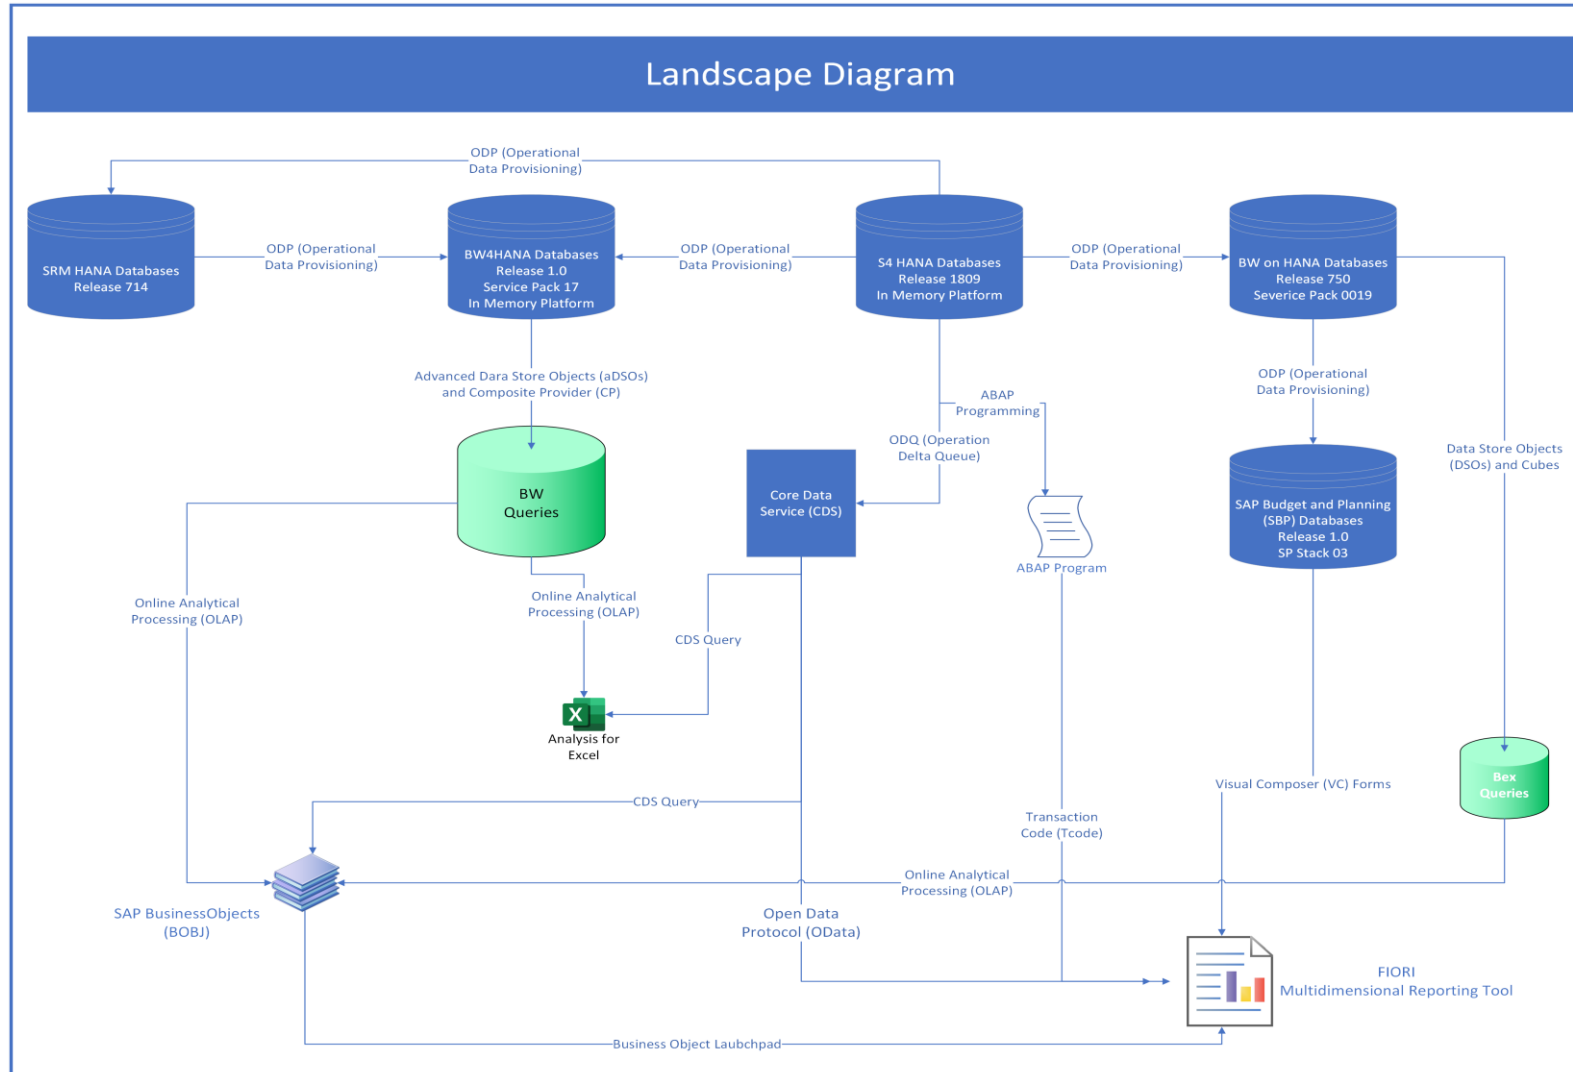 Landscape Diagram
ODP (Operational
Data Provisioning)
SRM HANA Databases
Release 714
ODP (Operational
Data Provisioning)
BW4HANA Databases
Release 1.0
Service Pack 17
In Memory Platform
ODP (Operational
Data Provisioning)
S4 HANA Databases
Release 1809
In Memory Platform
ODP (Operational
Data Provisioning)
BW on HANA Databases
Release 750
Severice Pack 0019
Advanced Dara Store Objects (aDSOs)
and Composite Provider (CP)
ABAP
Programming
ODP (Operational
Data Provisioning)
ODQ (Operation
Delta Queue)
Data Store Objects
(DSOs) and Cubes
BW
Queries
Core Data
Service (CDS)
ABAP Program
SAP Budget and Planning
(SBP) Databases
Release 1.0
SP Stack 03
Online Analytical
Processing (OLAP)
Online Analytical
Processing (OLAP)
CDS Query
X
Analysis for
Excel
Bex
Queries
Visual Composer (VC) Forms
CDS Query
Transaction
Code (Tcode)
Online Analytical
Processing (OLAP)
SAP BusinessObjects
(BOBJ)
Open Data
Protocol (OData)
FIORI
Multidimensional Reporting Tool
Business Object Laubchpad